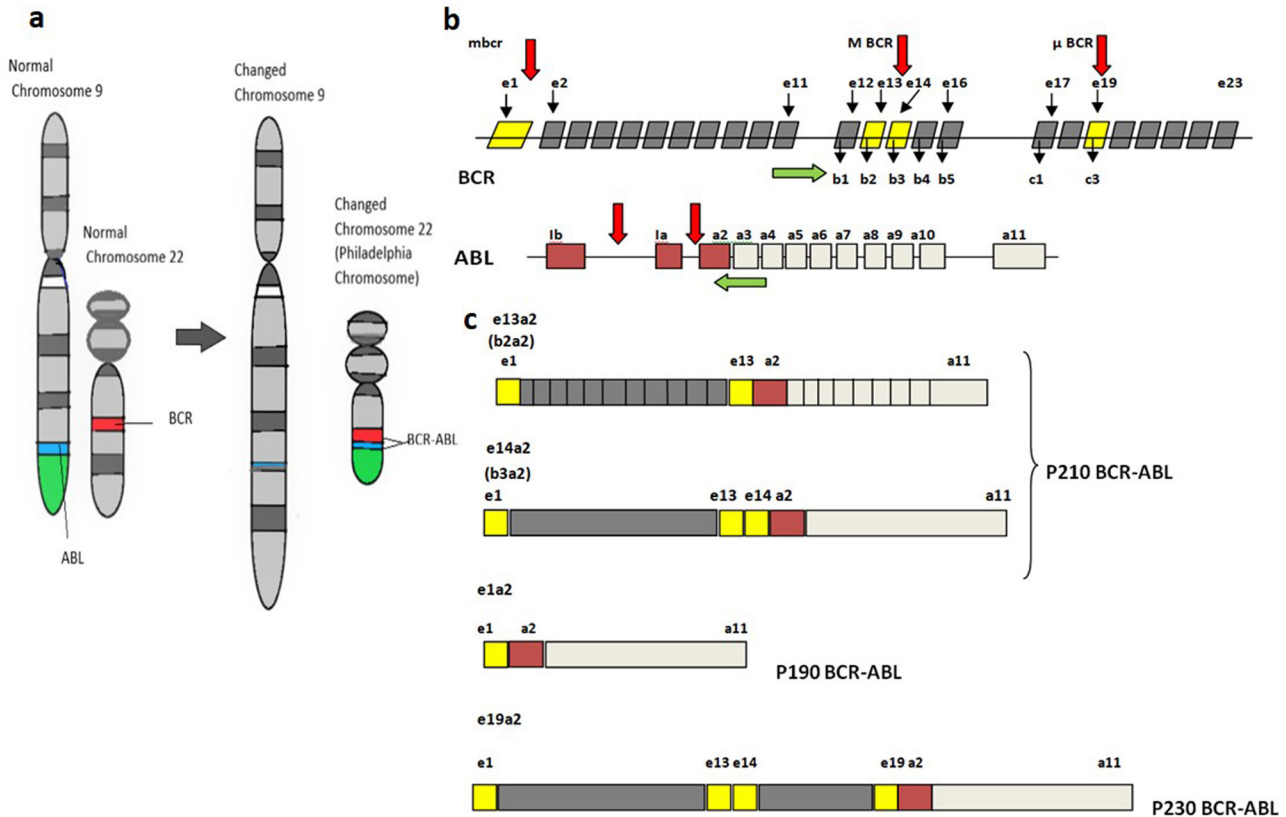 a
Normal
Chromosome 9
Changed
Chromosome 9
Normal
Chromosome 22
Changed
Chromosome 22
(Philadelphia
Chromosome)
BCR
BCR-ABL
ABL
b
mbcr
M BCR
µ BCR
e1 e2 e11 e12 e13 e14 e16 e17 e19 e23
BCR
b1 b2 b3 b4 b5 c1 c3
Ib Ia a2 a3 a4 a5 a6 a7 a8 a9 a10 a11
ABL
c
e13a2
(b2a2)
e1 e13 a2 a11
e14a2
(b3a2)
e1 e13 e14 a2 a11
P210 BCR-ABL
e1a2
e1 a2 a11
P190 BCR-ABL
e19a2
e1 e13 e14 e19 a2 a11
P230 BCR-ABL